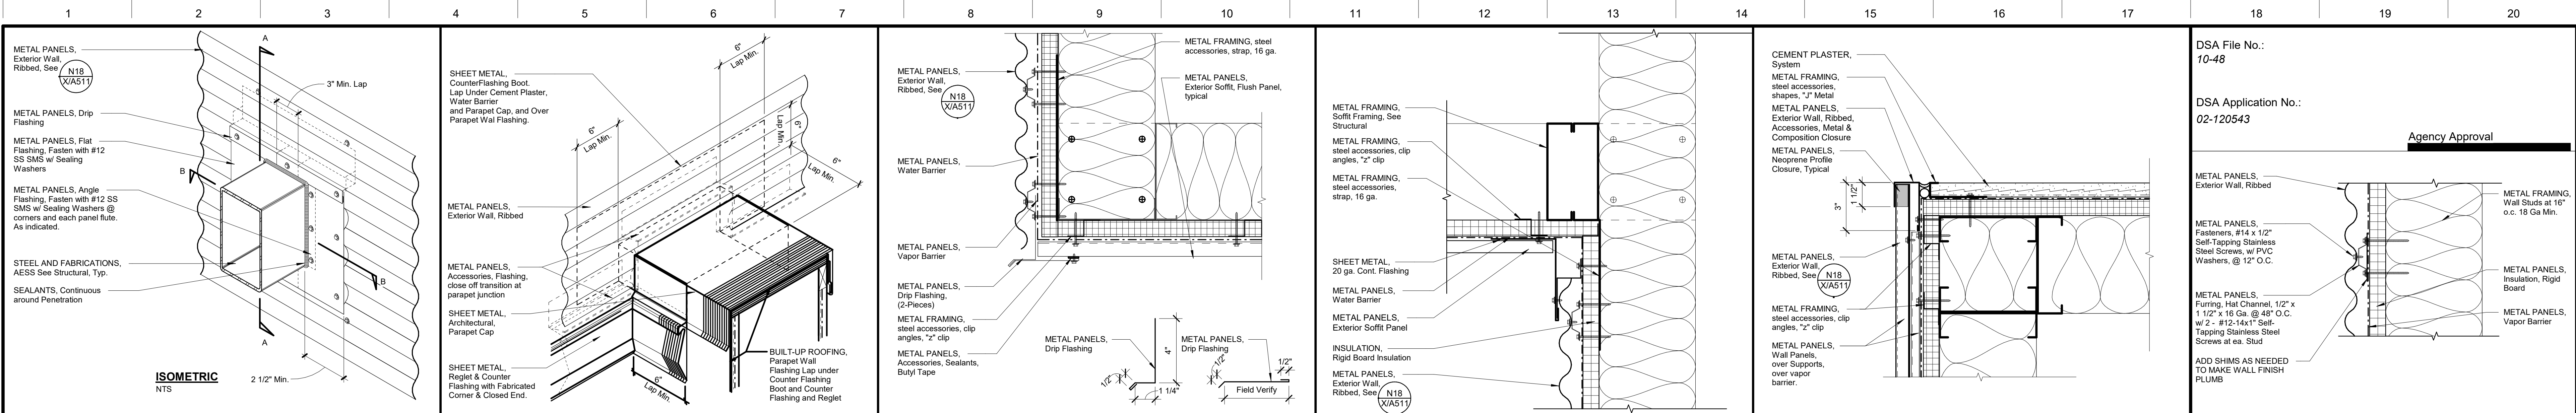 1 2 3 4 5 6 7 8 9 10 11 12 13 14 15 16 17 18 19 20
METAL PANELS,
Exterior Wall,
Ribbed, See
N18
X/A511
METAL PANELS, Drip
Flashing
METAL PANELS, Flat
Flashing, Fasten with #12
SS SMS w/ Sealing
Washers
METAL PANELS, Angle
Flashing, Fasten with #12 SS
SMS w/ Sealing Washers @
corners and each panel flute.
As indicated.
STEEL AND FABRICATIONS,
AESS See Structural, Typ.
SEALANTS, Continuous
around Penetration
A
3" Min. Lap
B
B
A
2 1/2" Min.
ISOMETRIC
NTS
SHEET METAL,
CounterFlashing Boot.
Lap Under Cement Plaster,
Water Barrier
and Parapet Cap, and Over
Parapet Wal Flashing.
METAL PANELS,
Exterior Wall, Ribbed
METAL PANELS,
Accessories, Flashing,
close off transition at
parapet junction
SHEET METAL,
Architectural,
Parapet Cap
SHEET METAL,
Reglet & Counter
Flashing with Fabricated
Corner & Closed End.
6"
Lap Min.
6"
Lap Min.
6"
Lap Min.
6"
Lap Min.
6"
Lap Min.
BUILT-UP ROOFING,
Parapet Wall
Flashing Lap under
Counter Flashing
Boot and Counter
Flashing and Reglet
METAL PANELS,
Exterior Wall,
Ribbed, See
N18
X/A511
METAL PANELS,
Water Barrier
METAL PANELS,
Vapor Barrier
METAL PANELS,
Drip Flashing,
(2-Pieces)
METAL FRAMING,
steel accessories, clip
angles, "z" clip
METAL PANELS,
Accessories, Sealants,
Butyl Tape
METAL FRAMING, steel
accessories, strap, 16 ga.
METAL PANELS,
Exterior Soffit, Flush Panel,
typical
METAL PANELS,
Drip Flashing
1/2"
4"
1 1/4"
METAL PANELS,
Drip Flashing
1/2"
1/2"
Field Verify
METAL FRAMING,
Soffit Framing, See
Structural
METAL FRAMING,
steel accessories, clip
angles, "z" clip
METAL FRAMING,
steel accessories,
strap, 16 ga.
SHEET METAL,
20 ga. Cont. Flashing
METAL PANELS,
Water Barrier
METAL PANELS,
Exterior Soffit Panel
INSULATION,
Rigid Board Insulation
METAL PANELS,
Exterior Wall,
Ribbed, See
N18
X/A511
CEMENT PLASTER,
System
METAL FRAMING,
steel accessories,
shapes, "J" Metal
METAL PANELS,
Exterior Wall, Ribbed,
Accessories, Metal &
Composition Closure
METAL PANELS,
Neoprene Profile
Closure, Typical
3"
1 1/2"
METAL PANELS,
Exterior Wall,
Ribbed, See
N18
X/A511
METAL FRAMING,
steel accessories, clip
angles, "z" clip
METAL PANELS,
Wall Panels,
over Supports,
over vapor
barrier.
DSA File No.:
10-48
DSA Application No.:
02-120543
Agency Approval
METAL PANELS,
Exterior Wall, Ribbed
METAL PANELS,
Fasteners, #14 x 1/2"
Self-Tapping Stainless
Steel Screws, w/ PVC
Washers, @ 12" O.C.
METAL PANELS,
Furring, Hat Channel, 1/2" x
1 1/2" x 16 Ga. @ 48" O.C.
w/ 2 - #12-14x1" Self-
Tapping Stainless Steel
Screws at ea. Stud
ADD SHIMS AS NEEDED
TO MAKE WALL FINISH
PLUMB
METAL FRAMING,
Wall Studs at 16"
o.c. 18 Ga Min.
METAL PANELS,
Insulation, Rigid
Board
METAL PANELS,
Vapor Barrier